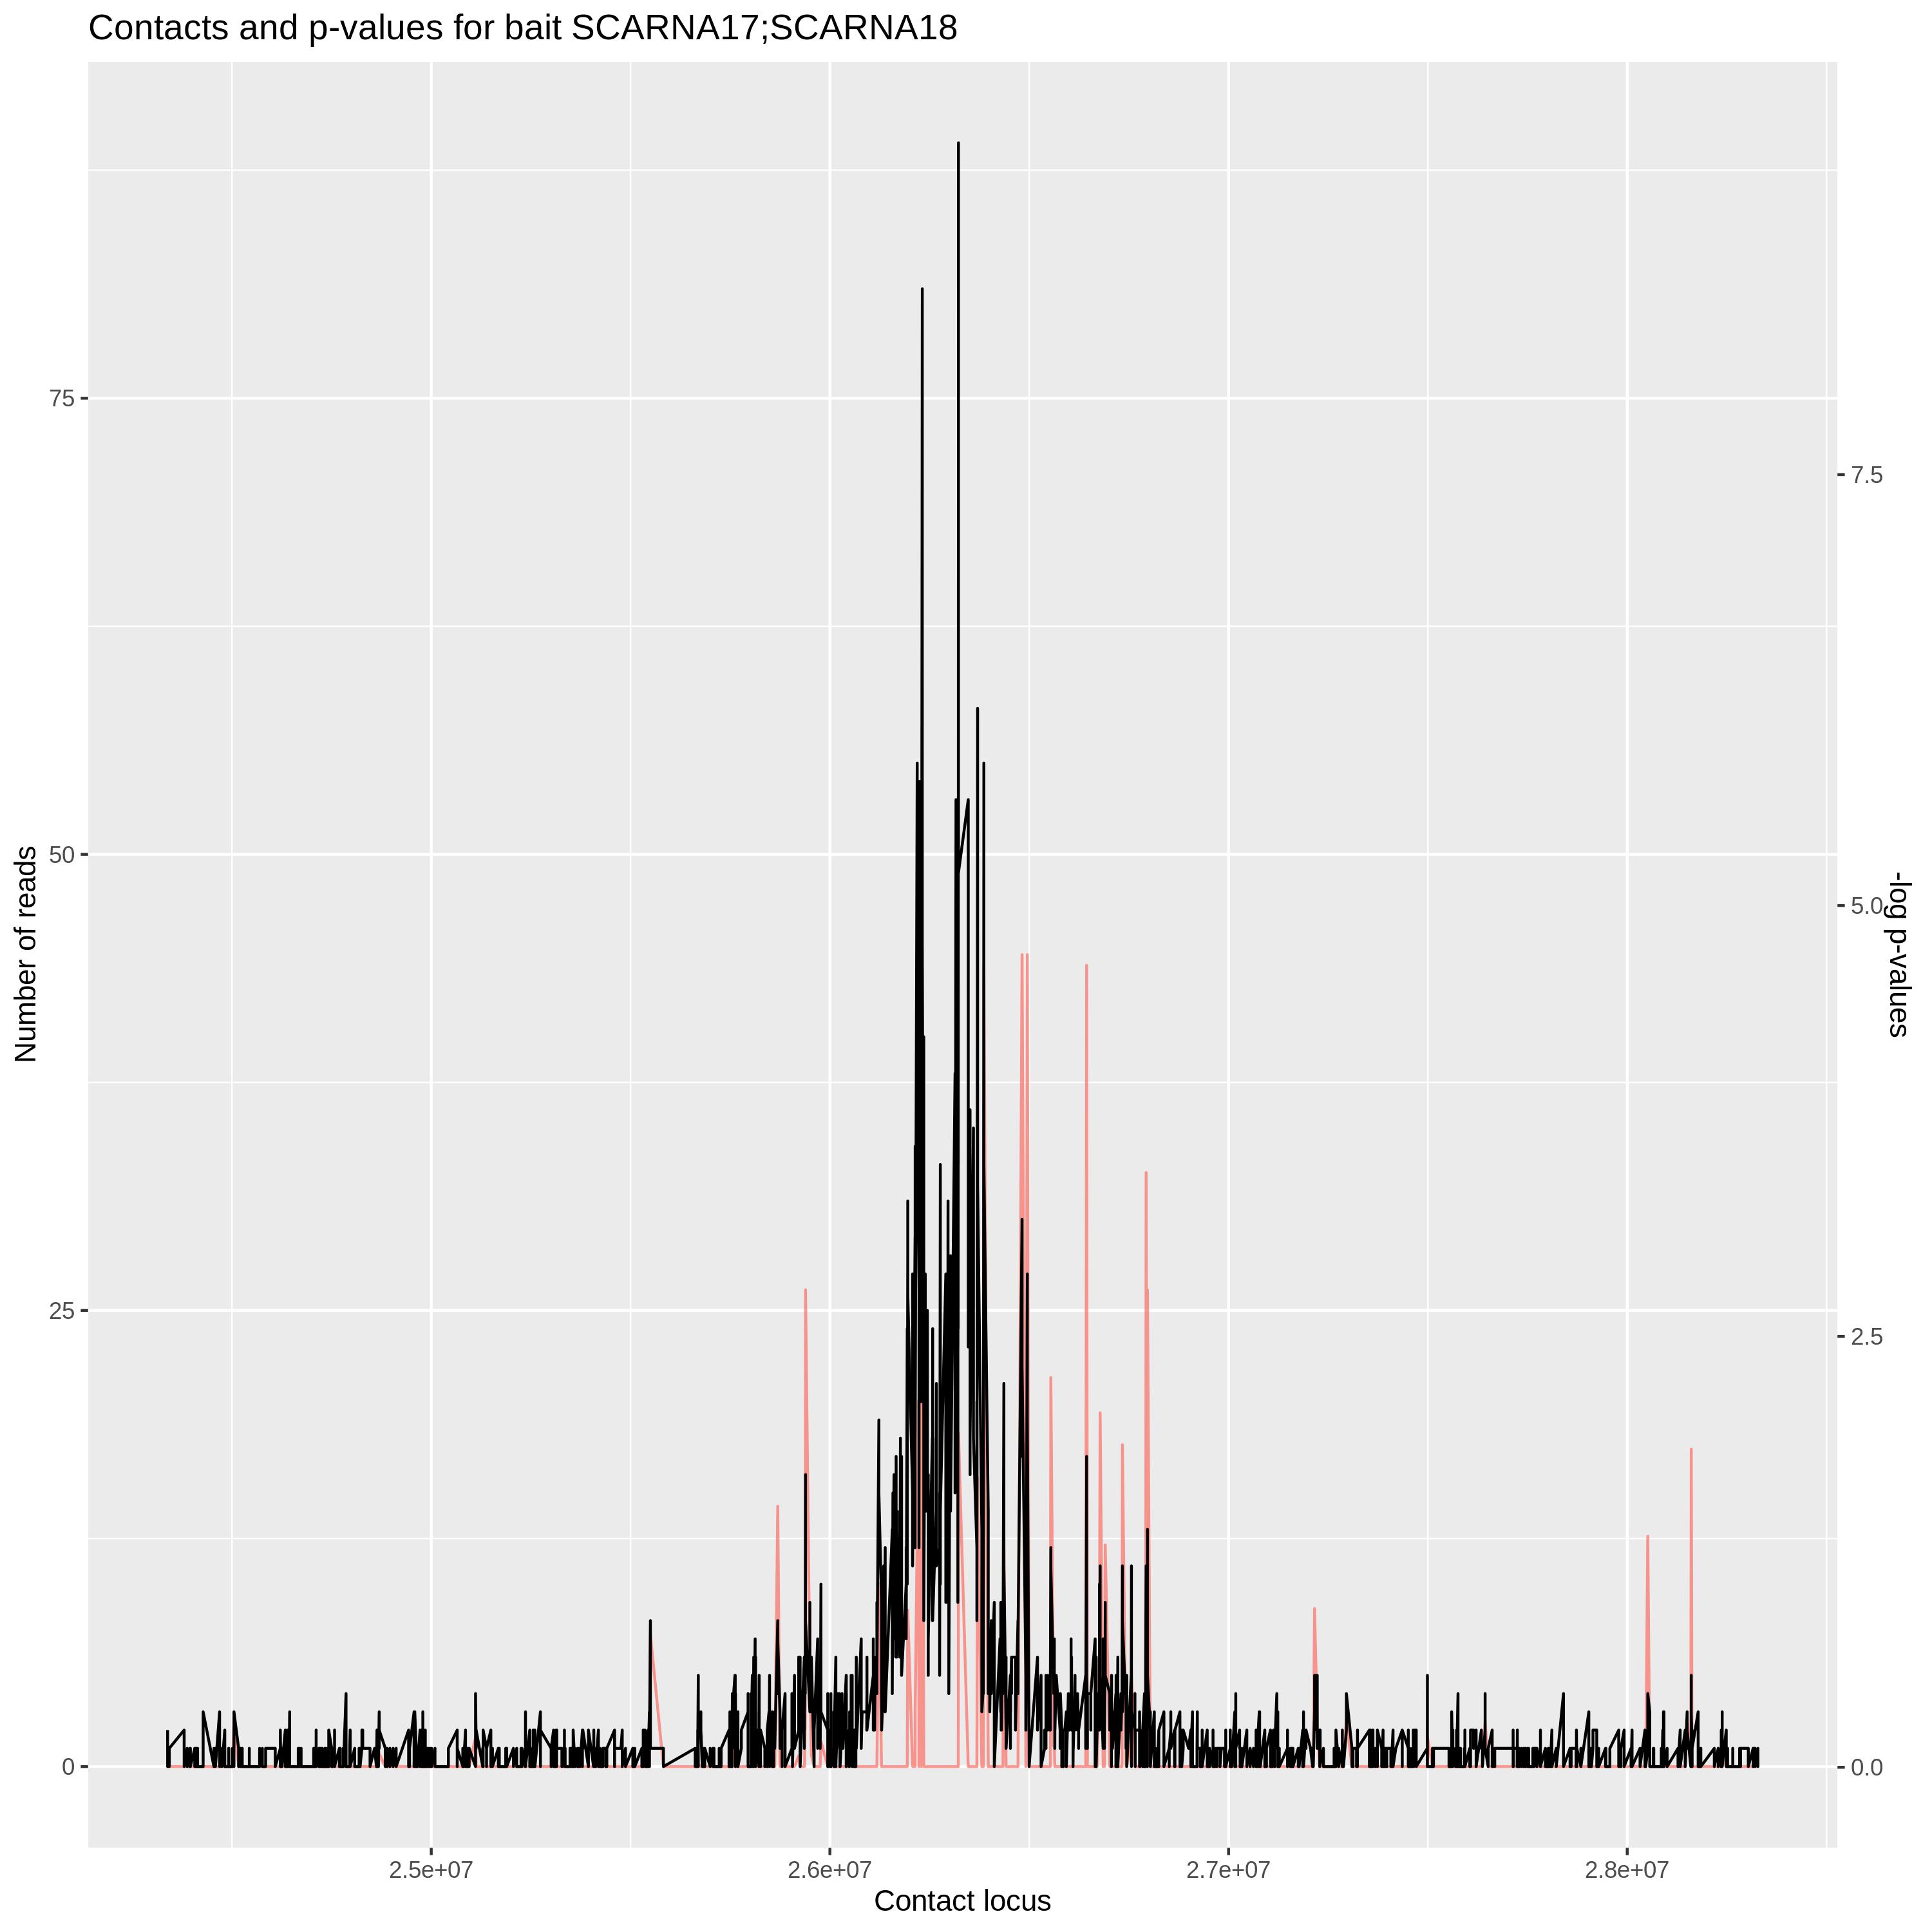 Contacts and p-values for bait SCARNA17;SCARNA18
Number of reads
75
50
25
0
7.5
5.0
2.5
0.0
-log p-values
2.5e+07
2.6e+07
2.7e+07
2.8e+07
Contact locus